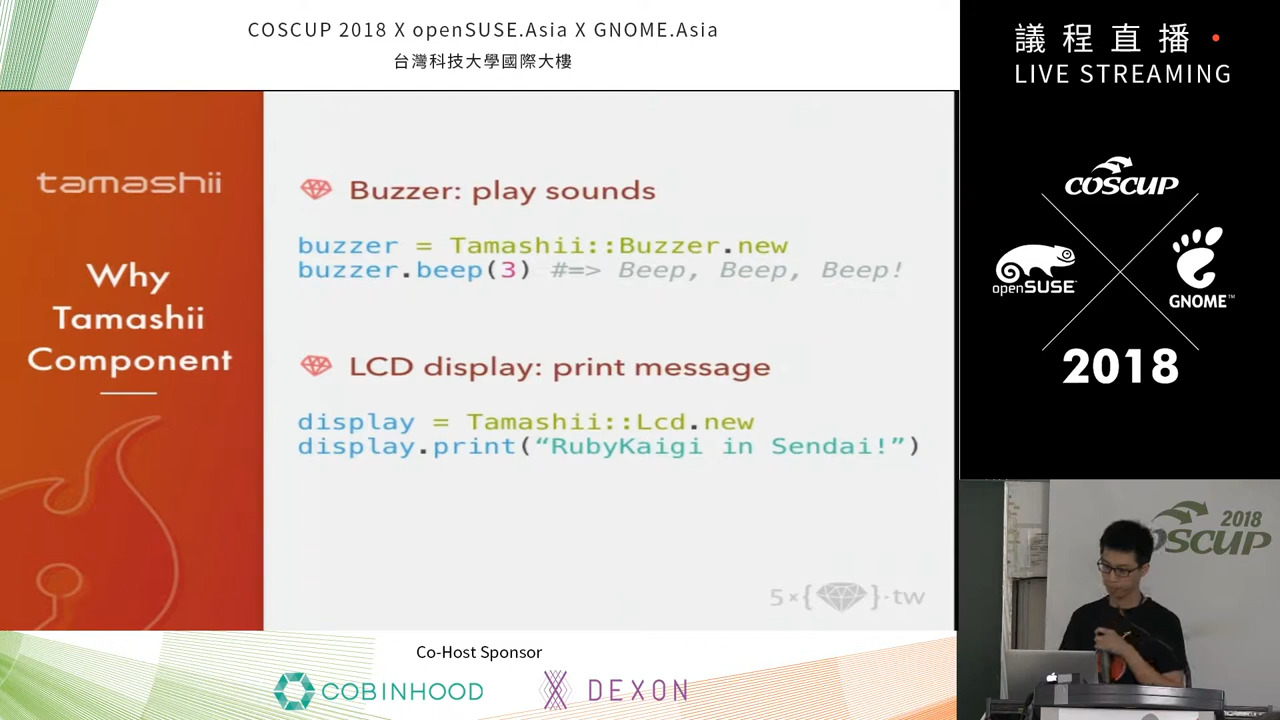 COSCUP 2018 X openSUSE.Asia X GNOME.Asia
台灣科技大學國際大樓
議程直播
LIVE STREAMING
tamashii
Why
Tamashii
Component
Buzzer: play sounds
buzzer = Tamashii::Buzzer.new
buzzer.beep(3) #=> Beep, Beep, Beep!
LCD display: print message
display = Tamashii::Lcd.new
display.print(“RubyKaigi in Sendai!”)
5×{}·tw
COSCUP
openSUSE
GNOME™
2018
2018
COSCUP
Co-Host Sponsor
COBINHOOD
DEXON